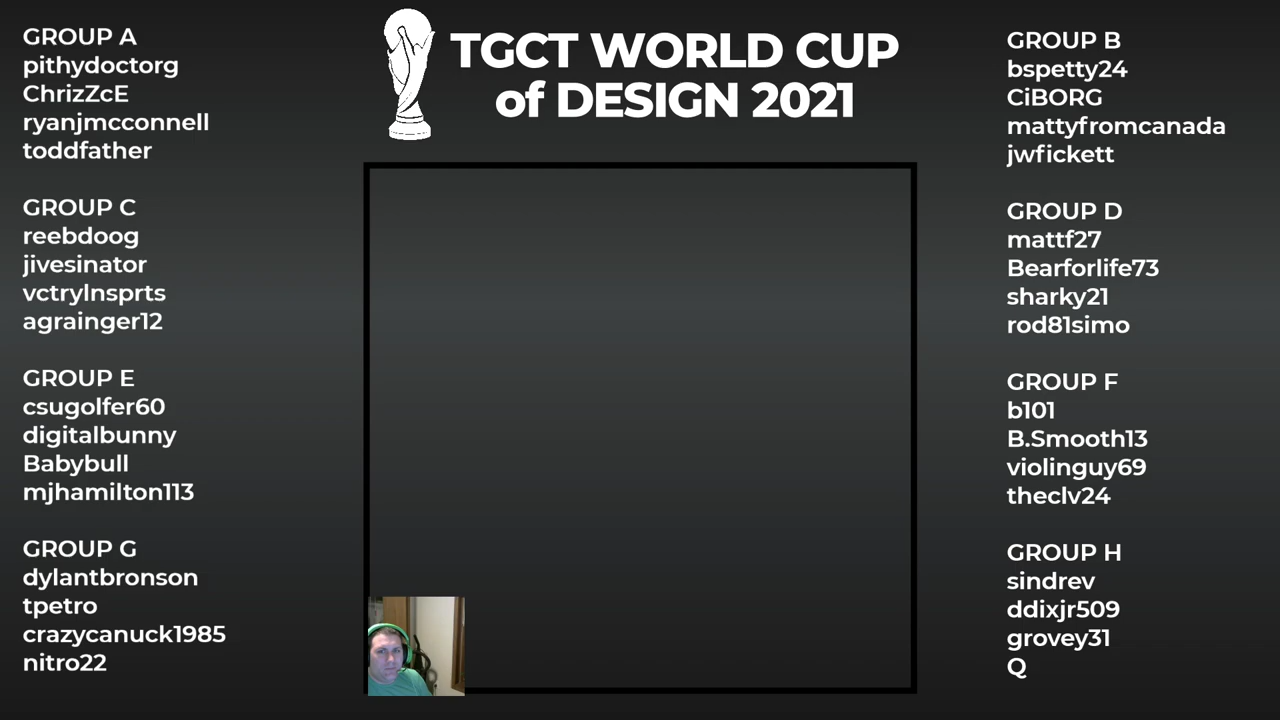 TGCT WORLD CUP
of DESIGN 2021
GROUP A
pithydoctorg
ChrizZcE
ryanjmcconnell
toddfather
GROUP C
reebdoog
jivesinator
vctrylnsprts
agrainger12
GROUP E
csugolfer60
digitalbunny
Babybull
mjhamilton113
GROUP G
dylantbronson
tpetro
crazycanuck1985
nitro22
GROUP B
bspetty24
CiBORG
mattyfromcanada
jwfickett
GROUP D
mattf27
Bearforlife73
sharky21
rod81simo
GROUP F
b101
B.Smooth13
violinguy69
theclv24
GROUP H
sindrev
ddixjr509
grovey31
Q